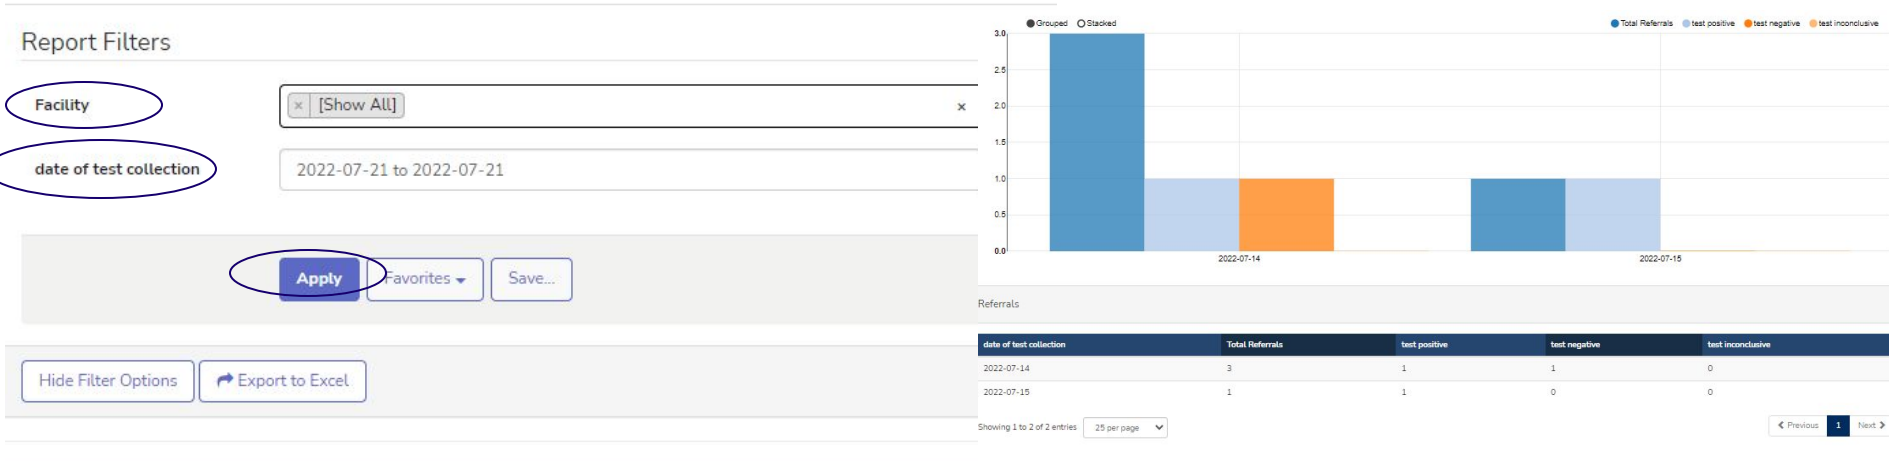 Report Filters
Facility
× [Show All] ×
date of test collection
2022-07-21 to 2022-07-21
Apply
Favorites
Save...
Hide Filter Options
Export to Excel
Grouped Stacked
Total Referrals test positive test negative test inconclusive
3.0
2.5
2.0
1.5
1.0
0.5
0.0
2022-07-14 2022-07-15
Referrals
date of test collection Total Referrals test positive test negative test inconclusive
2022-07-14 3 1 1 0
2022-07-15 1 1 0 0
Showing 1 to 2 of 2 entries 25 per page
Previous 1 Next